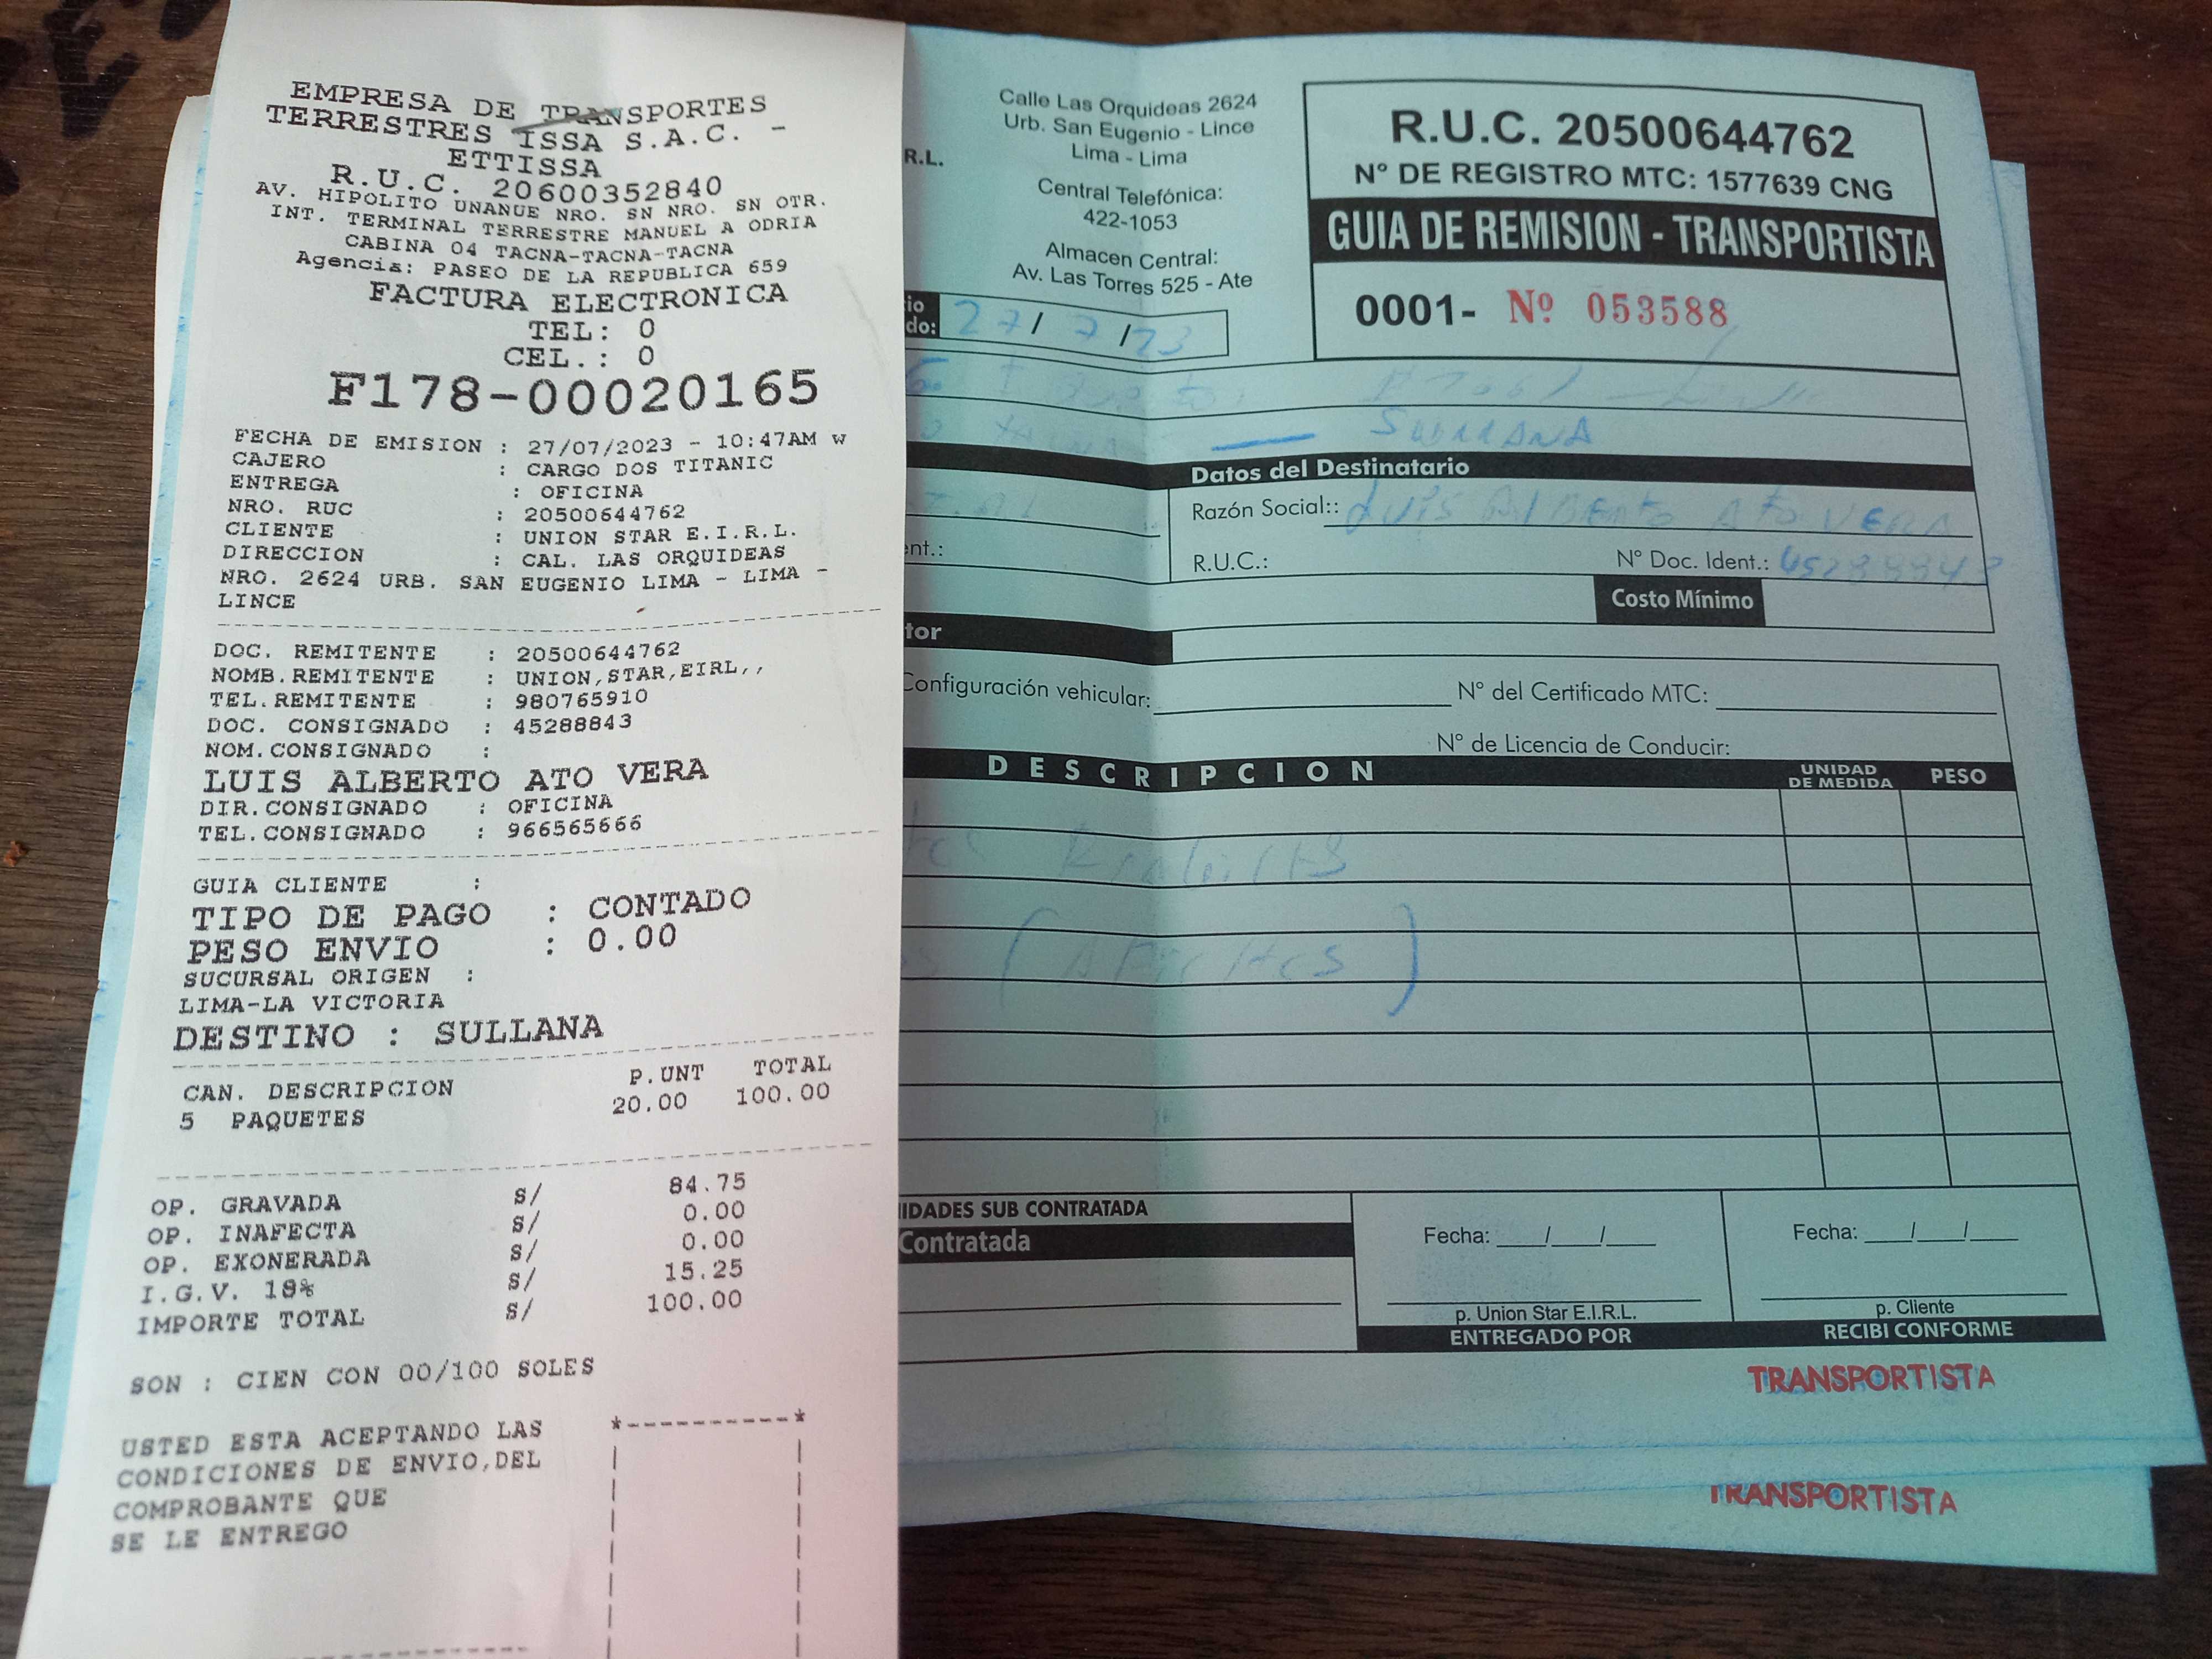 EMPRESA DE TRANSPORTES
TERRESTRES ISSA S.A.C. -
ETTISSA
R.U.C. 20600352840
AV. HIPOLITO UNANUE NRO. SN NRO. SN OTR.
INT. TERMINAL TERRESTRE MANUEL A ODRIA
CABINA 04 TACNA-TACNA-TACNA
Agencia: PASEO DE LA REPUBLICA 659
FACTURA ELECTRONICA
TEL: 0
CEL.: 0
F178-00020165
FECHA DE EMISION : 27/07/2023 - 10:47AM w
CAJERO : CARGO DOS TITANIC
ENTREGA : OFICINA
NRO. RUC : 20500644762
CLIENTE : UNION STAR E.I.R.L.
DIRECCION : CAL. LAS ORQUIDEAS
NRO. 2624 URB. SAN EUGENIO LIMA - LIMA -
LINCE
DOC. REMITENTE : 20500644762
NOMB.REMITENTE : UNION,STAR,EIRL,,
TEL.REMITENTE : 980765910
DOC. CONSIGNADO : 45288843
NOM.CONSIGNADO :
LUIS ALBERTO ATO VERA
DIR.CONSIGNADO : OFICINA
TEL.CONSIGNADO : 966565666
GUIA CLIENTE :
TIPO DE PAGO : CONTADO
PESO ENVIO : 0.00
SUCURSAL ORIGEN :
LIMA-LA VICTORIA
DESTINO : SULLANA
CAN. DESCRIPCION P.UNT TOTAL
5 PAQUETES 20.00 100.00
OP. GRAVADA S/ 84.75
OP. INAFECTA S/ 0.00
OP. EXONERADA S/ 0.00
I.G.V. 18% S/ 15.25
IMPORTE TOTAL S/ 100.00
SON : CIEN CON 00/100 SOLES
USTED ESTA ACEPTANDO LAS
CONDICIONES DE ENVIO,DEL
COMPROBANTE QUE
SE LE ENTREGO
R.L.
Calle Las Orquideas 2624
Urb. San Eugenio - Lince
Lima - Lima
Central Telefónica:
422-1053
Almacen Central:
Av. Las Torres 525 - Ate
R.U.C. 20500644762
N° DE REGISTRO MTC: 1577639 CNG
GUIA DE REMISION - TRANSPORTISTA
0001- Nº 053588
27/7/23
Datos del Destinatario
Razón Social:: Luis Alberto Ato VERA
R.U.C.: N° Doc. Ident.:
Costo Mínimo
Configuración vehicular: N° del Certificado MTC:
N° de Licencia de Conducir:
DESCRIPCION UNIDAD DE MEDIDA PESO
(AFICHES)
IDADES SUB CONTRATADA
Contratada
Fecha: __/__/__ Fecha: __/__/__
p. Union Star E.I.R.L. p. Cliente
ENTREGADO POR RECIBI CONFORME
TRANSPORTISTA
TRANSPORTISTA